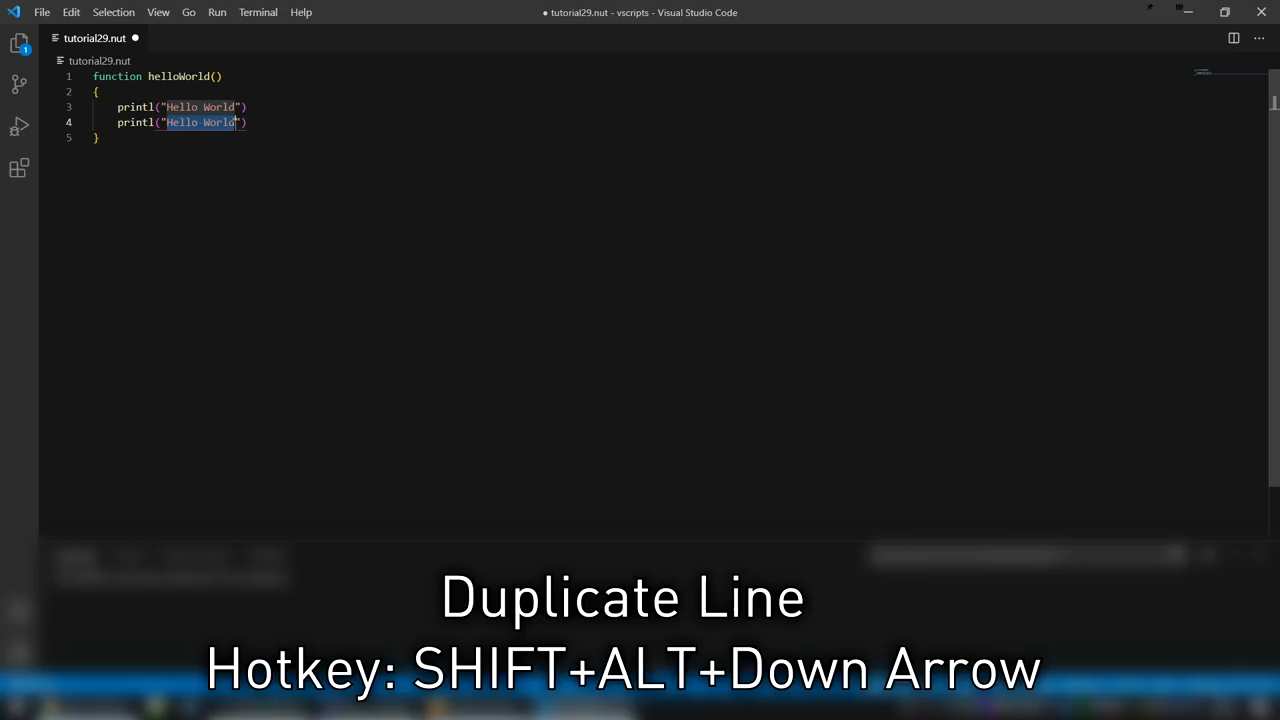 File Edit Selection View Go Run Terminal Help
● tutorial29.nut - vscripts - Visual Studio Code
tutorial29.nut ●
tutorial29.nut
1 function helloWorld()
2 {
3 printl("Hello World")
4 printl("Hello World")
5 }
1
Duplicate Line
Hotkey: SHIFT+ALT+Down Arrow